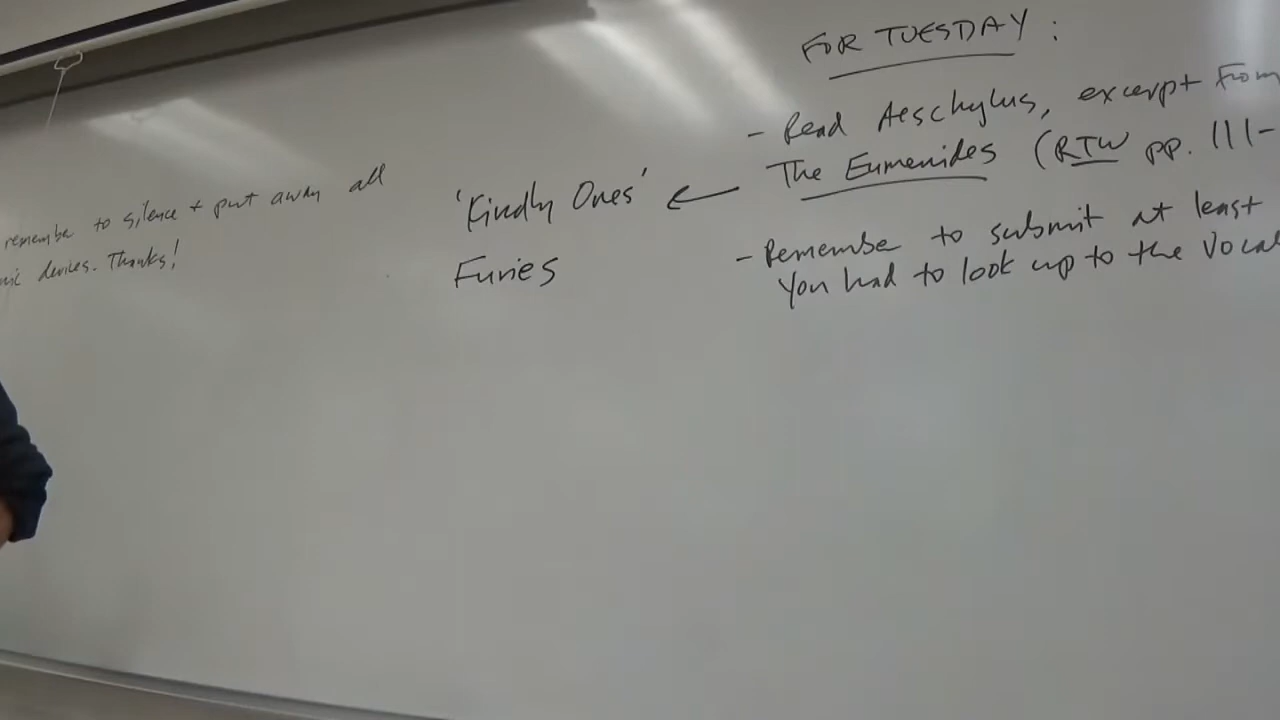 FOR TUESDAY:
- Read Aeschylus, excerpt from
The Eumenides (RTW pp. 111-
- Remember to submit at least
you had to look up to the Vocab
'Kindly Ones' ←
Furies
remember to silence + put away all
nic devices. Thanks!